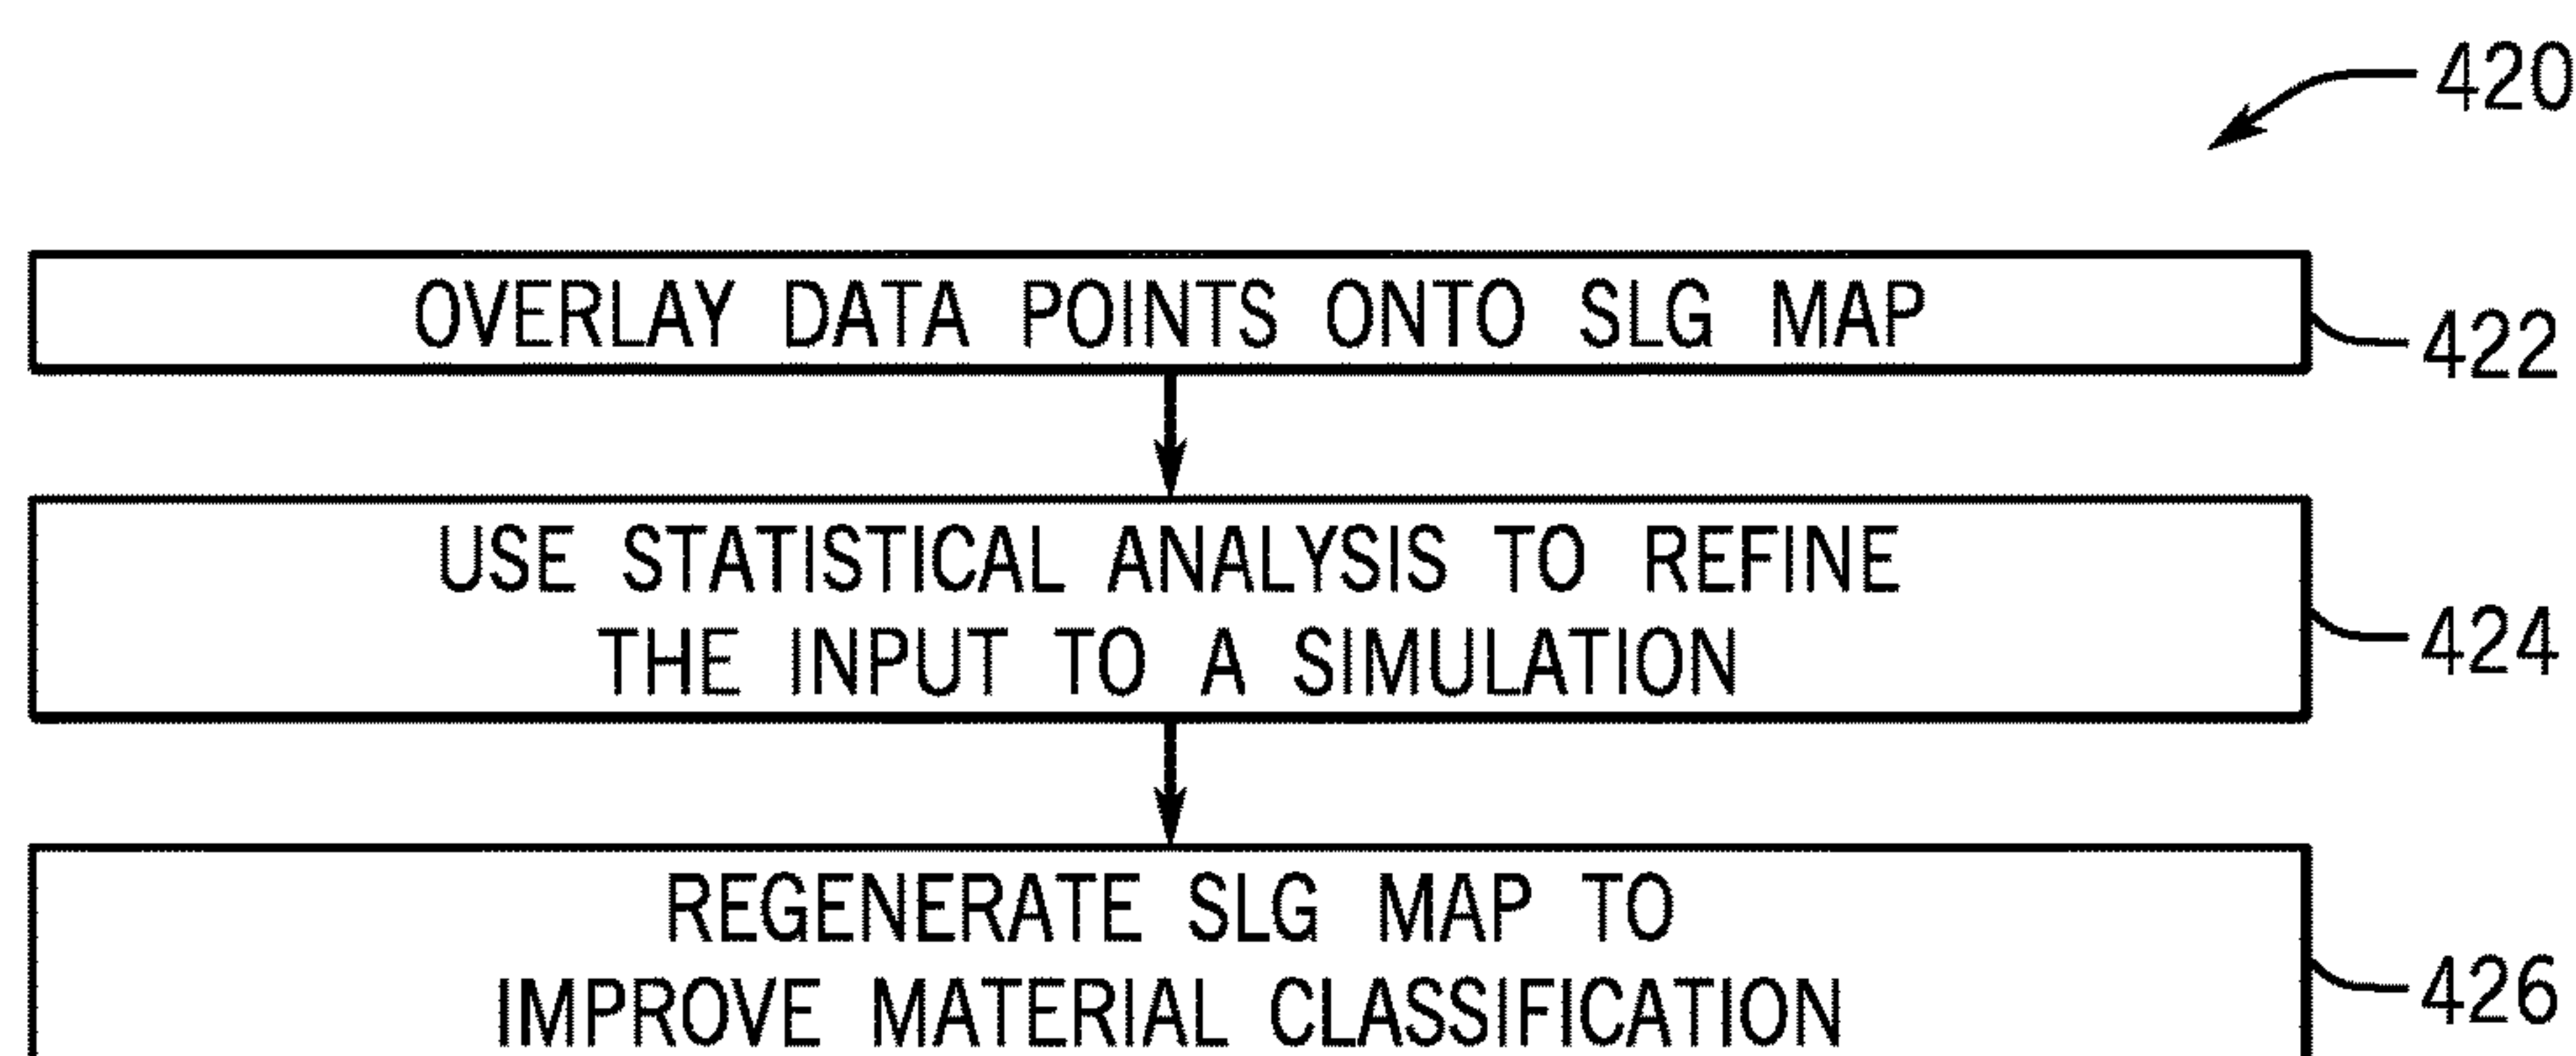 420
OVERLAY DATA POINTS ONTO SLG MAP
422
USE STATISTICAL ANALYSIS TO REFINE
THE INPUT TO A SIMULATION
424
REGENERATE SLG MAP TO
IMPROVE MATERIAL CLASSIFICATION
426